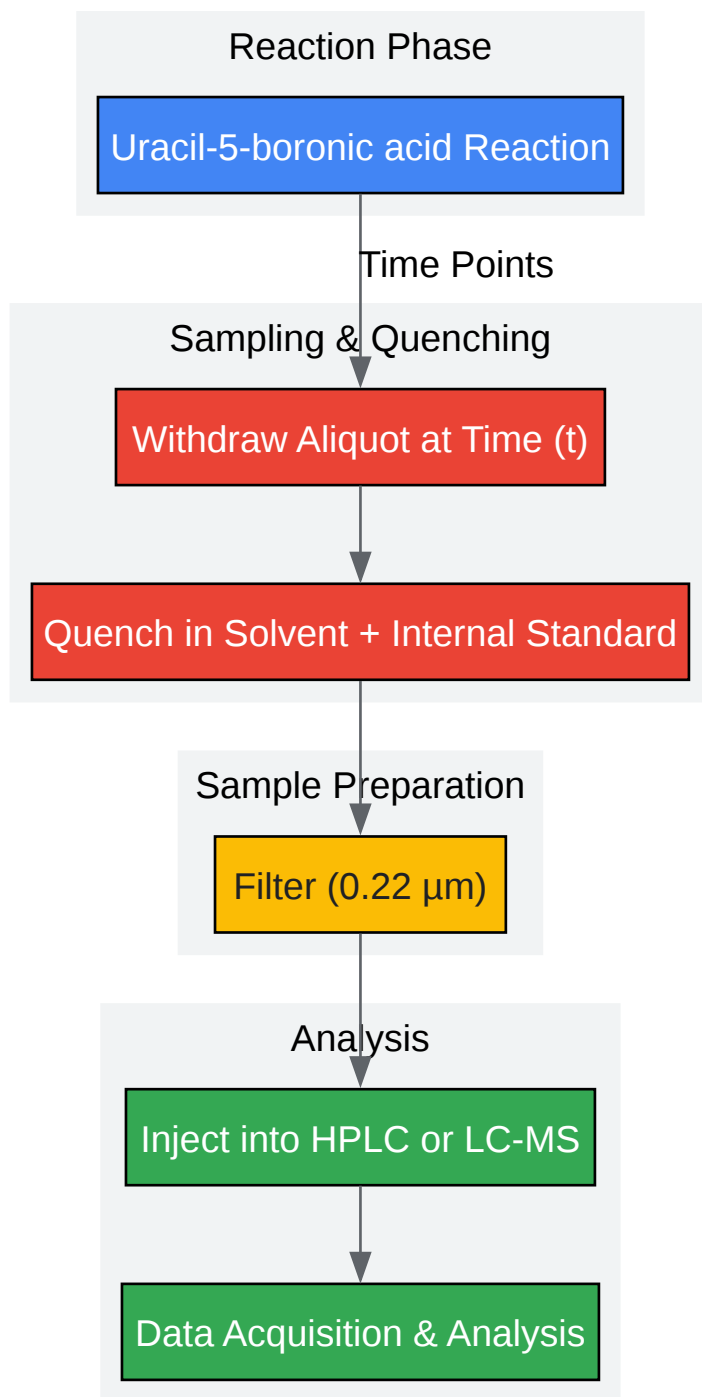 Reaction Phase
Uracil-5-boronic acid Reaction
Time Points
Sampling & Quenching
Withdraw Aliquot at Time (t)
Quench in Solvent + Internal Standard
Sample Preparation
Filter (0.22 µm)
Analysis
Inject into HPLC or LC-MS
Data Acquisition & Analysis